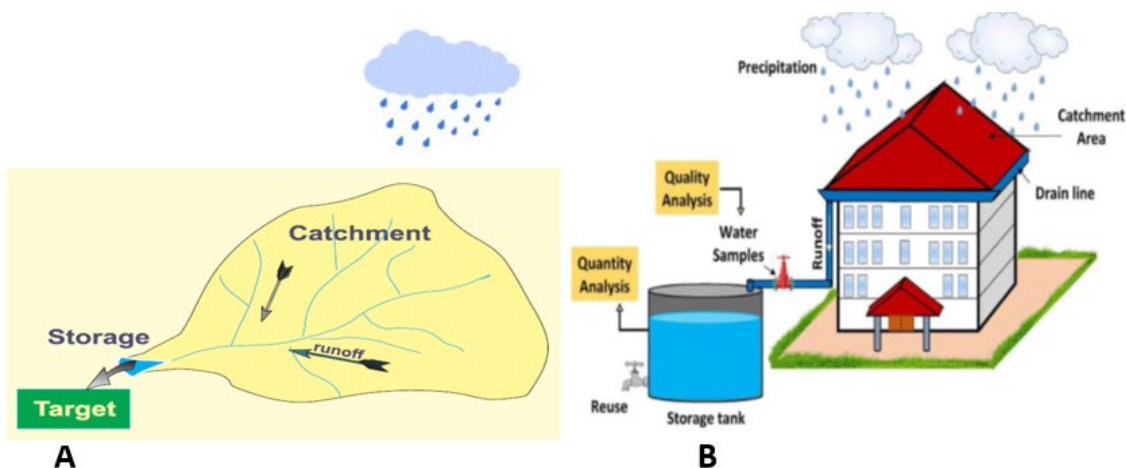 Catchment
runoff
Storage
Target
A
Precipitation
Catchment
Area
Drain line
Quality
Analysis
Water
Samples
Runoff
Quantity
Analysis
Reuse
Storage tank
B